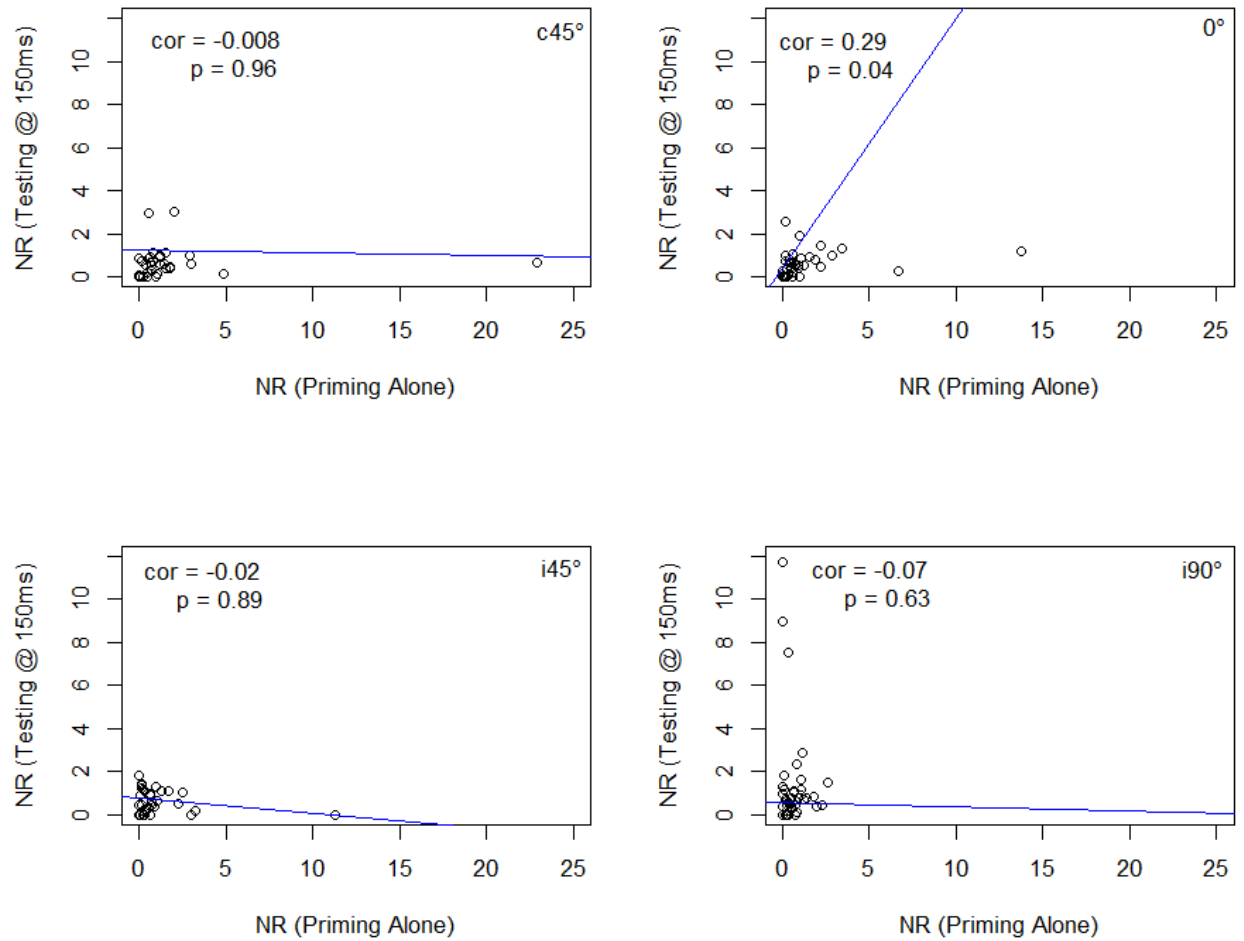 cor = -0.008
p = 0.96
c45°
NR (Testing @ 150ms)
0 2 4 6 8 10
0 5 10 15 20 25
NR (Priming Alone)
cor = 0.29
p = 0.04
0°
NR (Testing @ 150ms)
0 2 4 6 8 10
0 5 10 15 20 25
NR (Priming Alone)
cor = -0.02
p = 0.89
i45°
NR (Testing @ 150ms)
0 2 4 6 8 10
0 5 10 15 20 25
NR (Priming Alone)
cor = -0.07
p = 0.63
i90°
NR (Testing @ 150ms)
0 2 4 6 8 10
0 5 10 15 20 25
NR (Priming Alone)